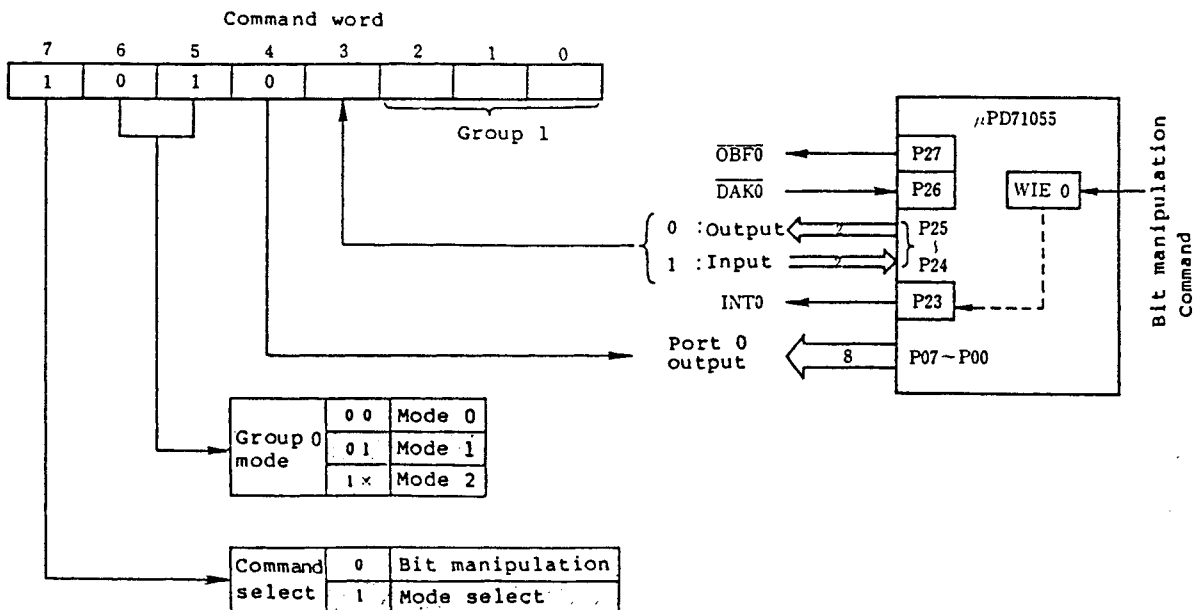 Command word
7 6 5 4 3 2 1 0
1 0 1 0
Group 1
μPD71055
OBF0
P27
DAK0
P26
WIE 0
0 :Output 2 P25
~
1 :Input 2 P24
INT0
P23
Port 0
output
8
P07~P00
Bit manipulation
Command
Group 0
mode
0 0 Mode 0
0 1 Mode 1
1 × Mode 2
Command
select
0 Bit manipulation
1 Mode select